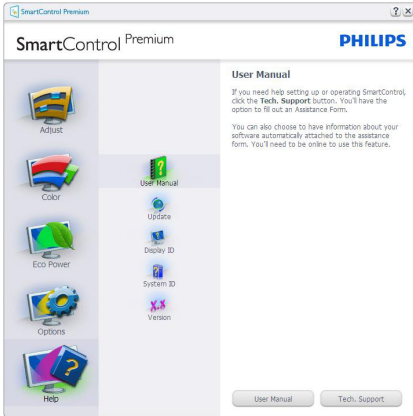 SmartControl Premium
SmartControl Premium
PHILIPS
Adjust
Color
Eco Power
Options
Help
User Manual
Update
Display ID
System ID
X.X
Version
User Manual
If you need help setting up or operating SmartControl,
click the Tech. Support button. You'll have the
option to fill out an Assistance Form.
You can also choose to have information about your
software automatically attached to the assistance
form. You'll need to be online to use this feature.
User Manual
Tech. Support